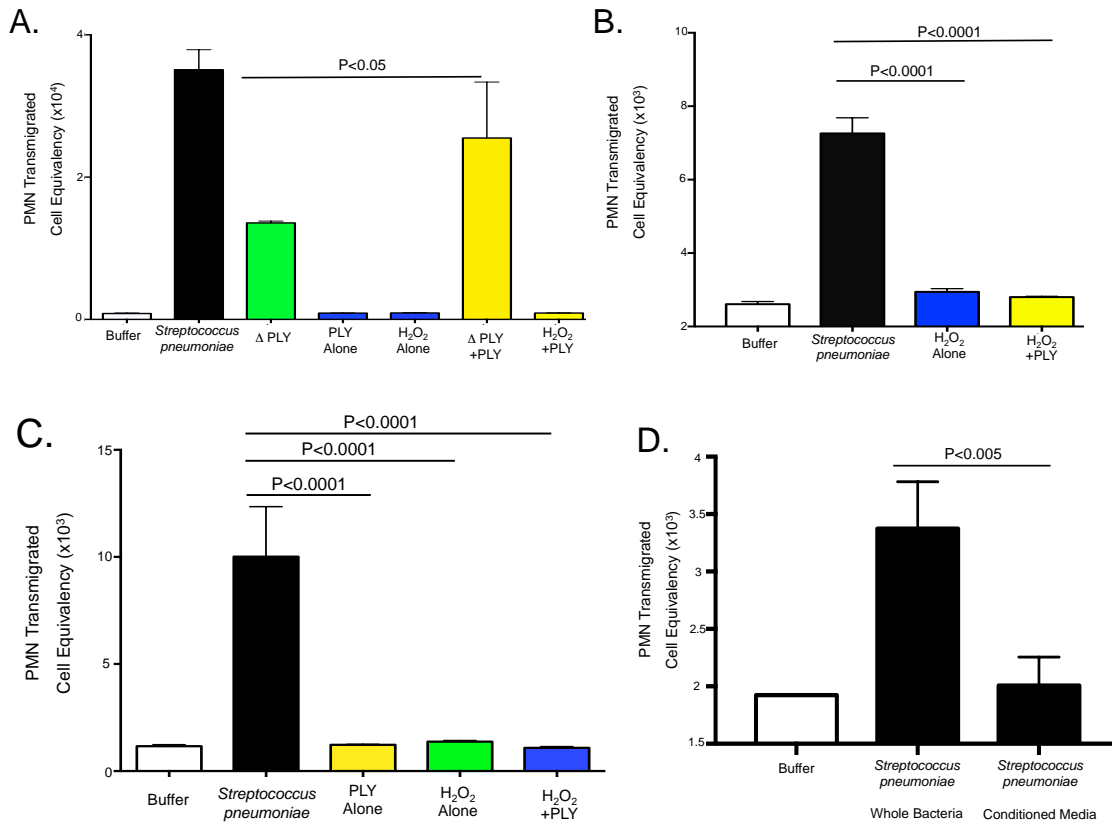 A.
PMN Transmigrated
Cell Equivalency (x10⁴)
4
2
0
P<0.05
Buffer
Streptococcus
pneumoniae
Δ PLY
PLY
Alone
H₂O₂
Alone
Δ PLY
+PLY
H₂O₂
+PLY
B.
PMN Transmigrated
Cell Equivalency (x10³)
10
8
6
4
2
P<0.0001
P<0.0001
Buffer
Streptococcus
pneumoniae
H₂O₂
Alone
H₂O₂
+PLY
C.
PMN Transmigrated
Cell Equivalency (x10³)
15
10
5
0
P<0.0001
P<0.0001
P<0.0001
Buffer
Streptococcus
pneumoniae
PLY
Alone
H₂O₂
Alone
H₂O₂
+PLY
D.
PMN Transmigrated
Cell Equivalency (x10³)
4
3.5
3
2.5
2
1.5
P<0.005
Buffer
Streptococcus
pneumoniae
Whole Bacteria
Streptococcus
pneumoniae
Conditioned Media